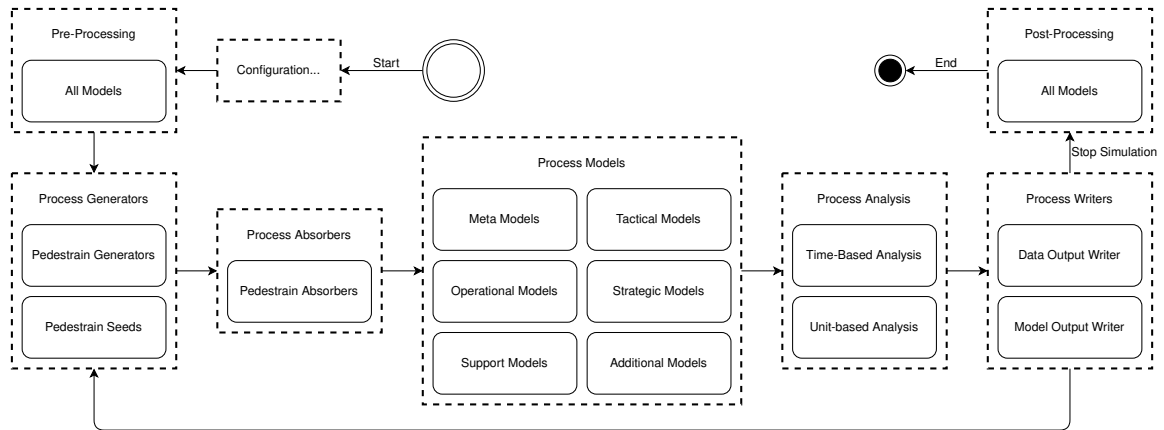 Pre-Processing
All Models
Configuration...
Start
End
Post-Processing
All Models
Stop Simulation
Process Generators
Pedestrain Generators
Pedestrain Seeds
Process Absorbers
Pedestrain Absorbers
Process Models
Meta Models
Tactical Models
Operational Models
Strategic Models
Support Models
Additional Models
Process Analysis
Time-Based Analysis
Unit-based Analysis
Process Writers
Data Output Writer
Model Output Writer